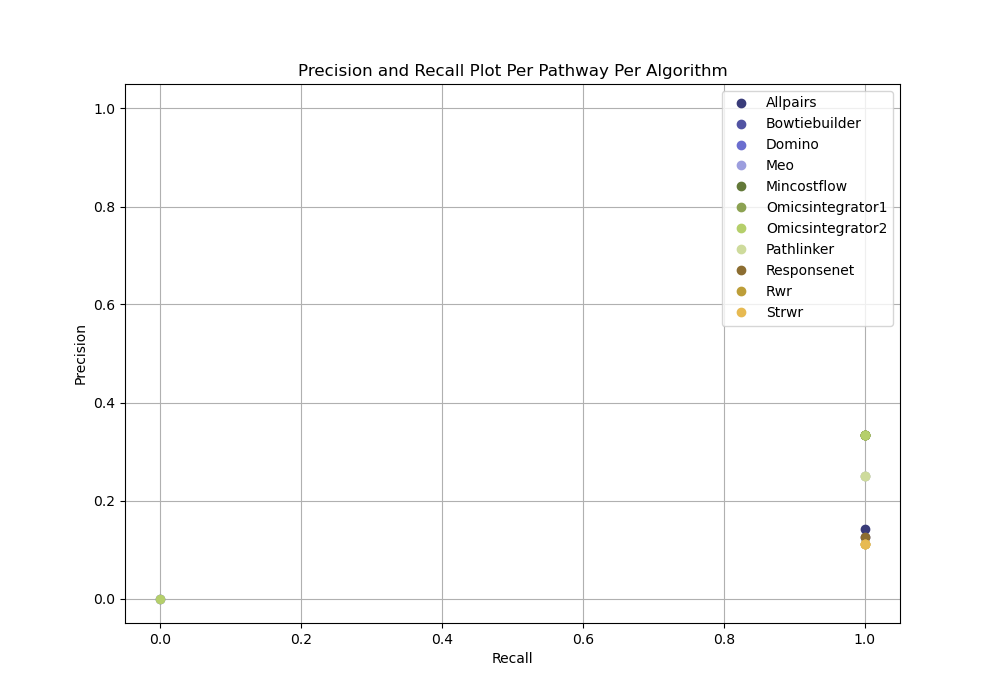 Precision and Recall Plot Per Pathway Per Algorithm
1.0
0.8
0.6
0.4
0.2
0.0
Precision
Allpairs
Bowtiebuilder
Domino
Meo
Mincostflow
Omicsintegrator1
Omicsintegrator2
Pathlinker
Responsenet
Rwr
Strwr
0.0 0.2 0.4 0.6 0.8 1.0
Recall